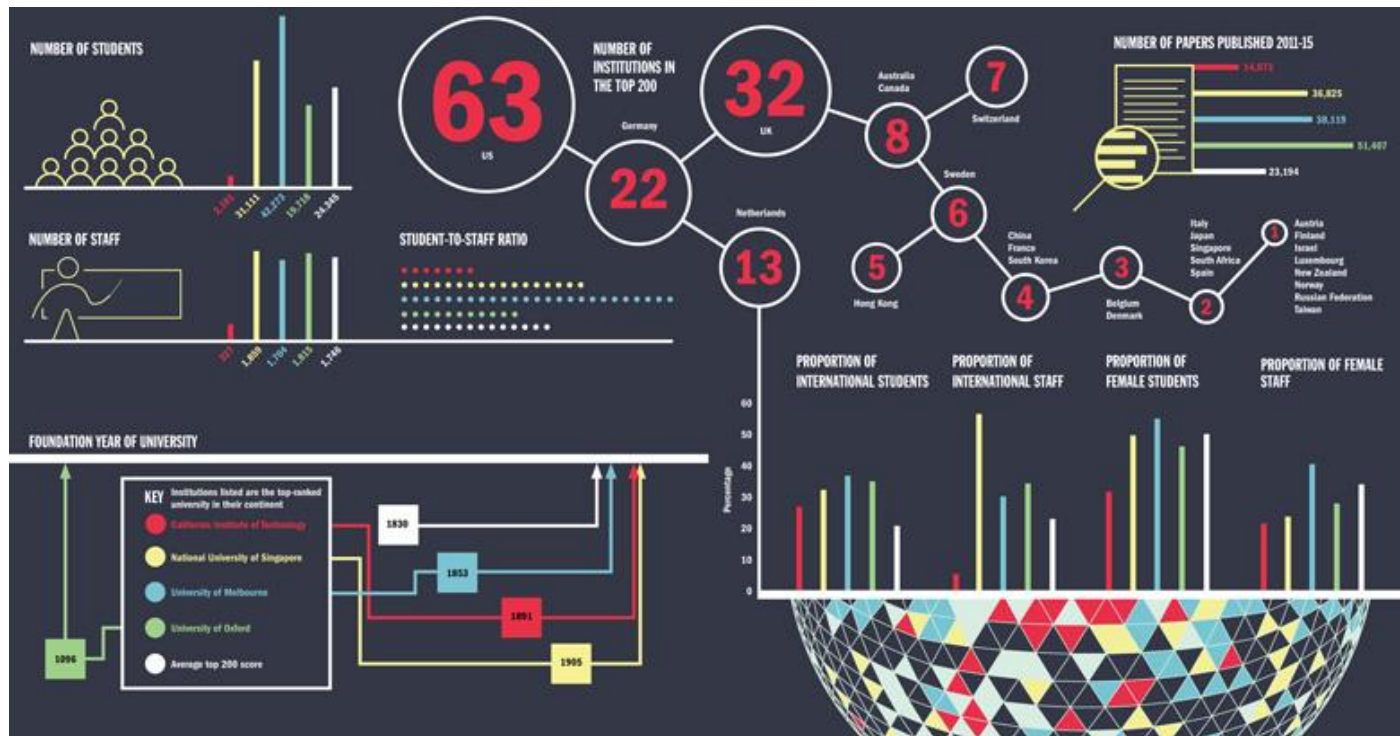 NUMBER OF STUDENTS
31,111
42,273
19,718
24,345
NUMBER OF STAFF
327
1,859
1,704
1,815
1,746
63
US
NUMBER OF
INSTITUTIONS IN
THE TOP 200
Germany
22
32
UK
Netherlands
13
Australia
Canada
8
7
Switzerland
Sweden
6
5
Hong Kong
China
France
South Korea
4
3
Belgium
Denmark
Italy
Japan
Singapore
South Africa
Spain
2
1
Austria
Finland
Israel
Luxembourg
New Zealand
Norway
Russian Federation
Taiwan
NUMBER OF PAPERS PUBLISHED 2011-15
36,825
38,119
51,407
23,194
STUDENT-TO-STAFF RATIO
FOUNDATION YEAR OF UNIVERSITY
KEY
Institutions listed are the top-ranked
university in their continent
California Institute of Technology
National University of Singapore
University of Melbourne
University of Oxford
Average top 200 score
1096
1830
1853
1891
1905
PROPORTION OF
INTERNATIONAL STUDENTS
PROPORTION OF
INTERNATIONAL STAFF
PROPORTION OF
FEMALE STUDENTS
PROPORTION OF FEMALE
STAFF
Percentage
60
50
40
30
20
10
0